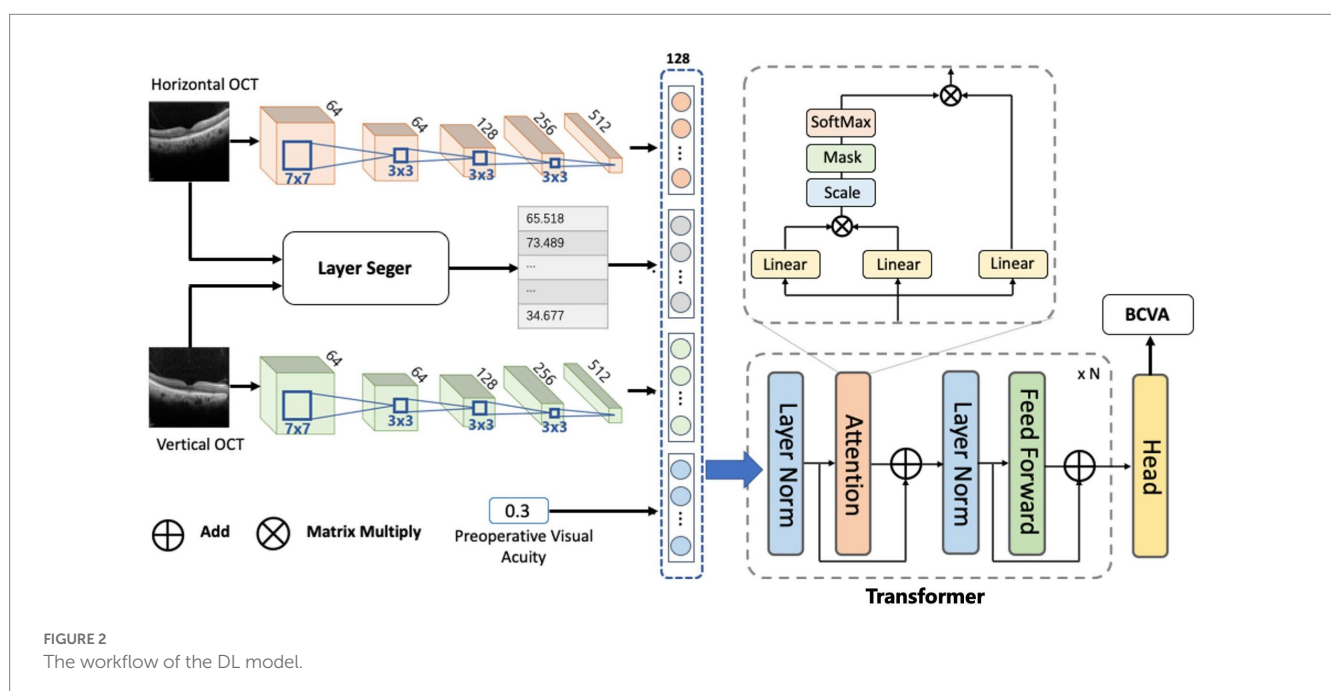 Horizontal OCT
64
64
128
256
512
7x7
3x3
3x3
3x3
Layer Seger
65.518
73.489
...
...
34.677
64
64
128
256
512
7x7
3x3
3x3
3x3
Vertical OCT
Add
Matrix Multiply
0.3
Preoperative Visual
Acuity
128
SoftMax
Mask
Scale
Linear
Linear
Linear
BCVA
x N
Layer Norm
Attention
Layer Norm
Feed Forward
Head
Transformer
FIGURE 2
The workflow of the DL model.